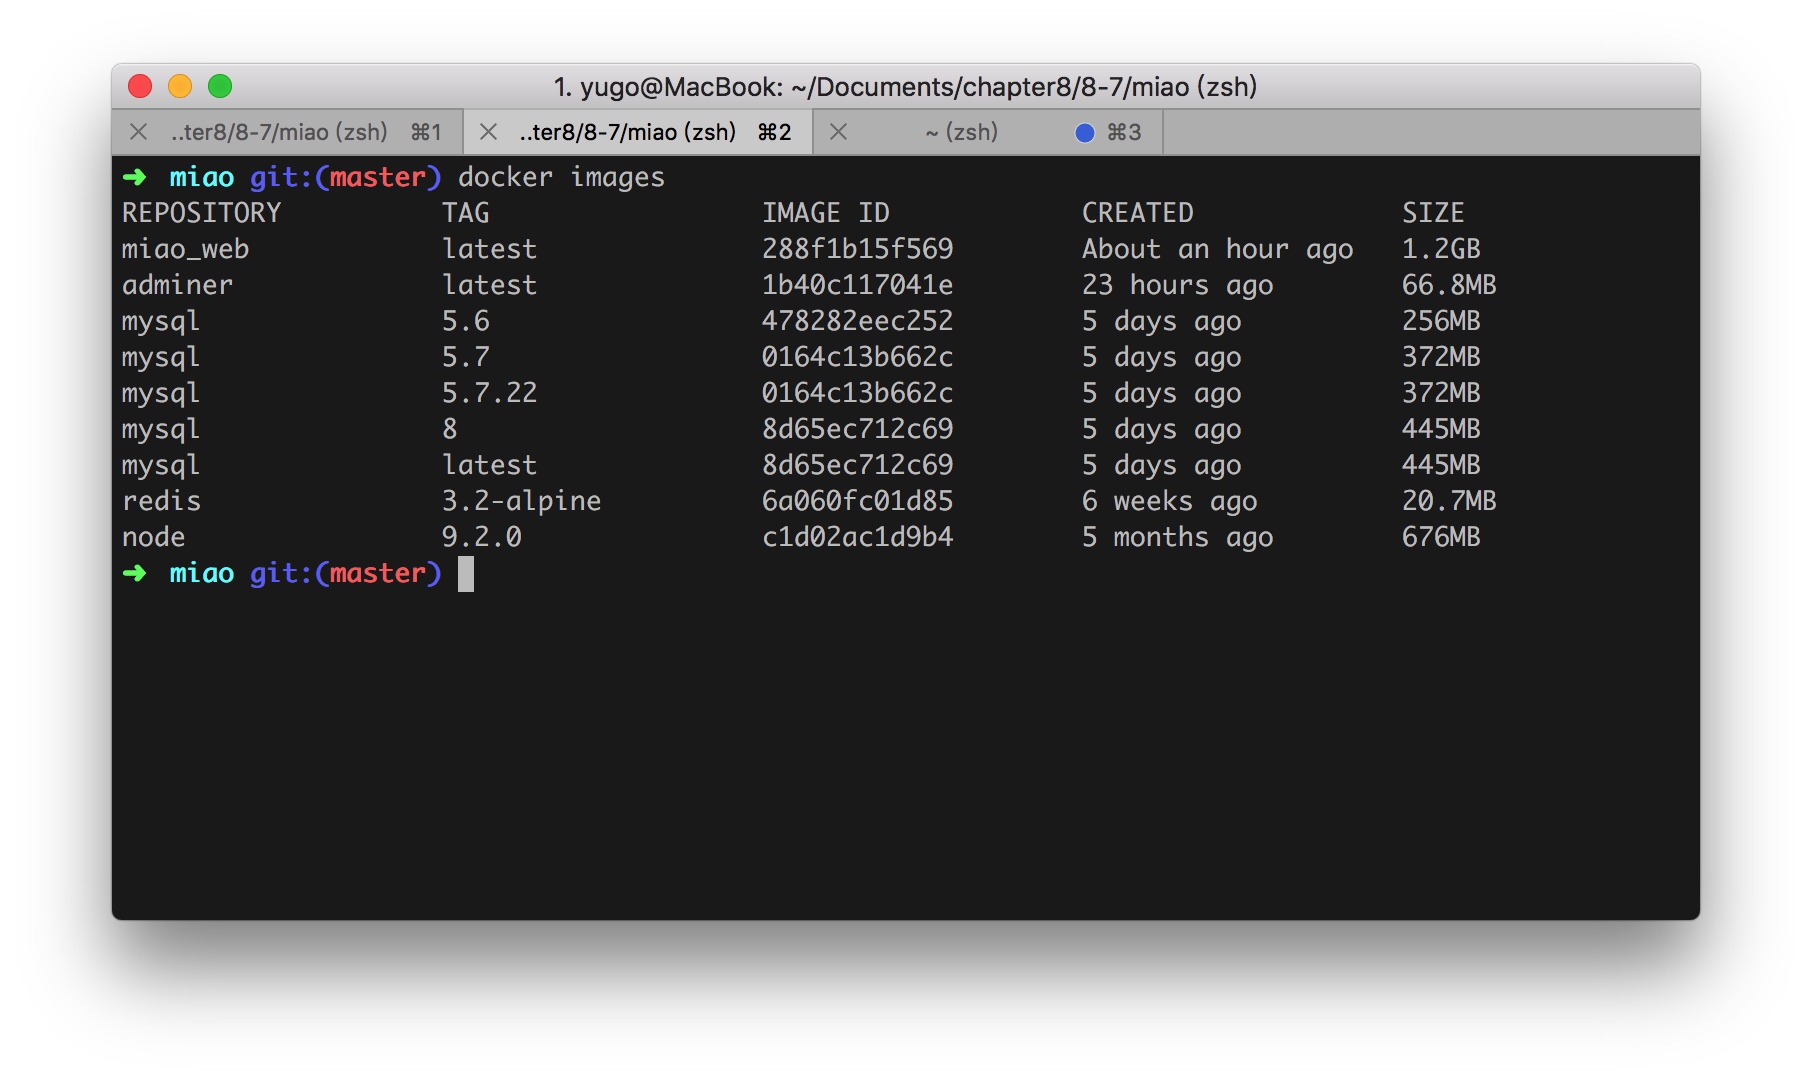 1. yugo@MacBook: ~/Documents/chapter8/8-7/miao (zsh)
..ter8/8-7/miao (zsh) ⌘1 ..ter8/8-7/miao (zsh) ⌘2 ~ (zsh) ⌘3
➜ miao git:(master) docker images
REPOSITORY TAG IMAGE ID CREATED SIZE
miao_web latest 288f1b15f569 About an hour ago 1.2GB
adminer latest 1b40c117041e 23 hours ago 66.8MB
mysql 5.6 478282eec252 5 days ago 256MB
mysql 5.7 0164c13b662c 5 days ago 372MB
mysql 5.7.22 0164c13b662c 5 days ago 372MB
mysql 8 8d65ec712c69 5 days ago 445MB
mysql latest 8d65ec712c69 5 days ago 445MB
redis 3.2-alpine 6a060fc01d85 6 weeks ago 20.7MB
node 9.2.0 c1d02ac1d9b4 5 months ago 676MB
➜ miao git:(master)